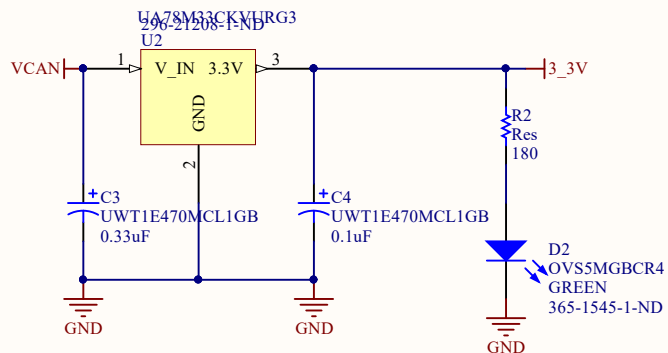 UA78M33CKVURG3
296-21208-1-ND
U2
VCAN
1
V_IN
3.3V
3
3_3V
GND
2
R2
Res
180
C3
UWT1E470MCL1GB
0.33uF
C4
UWT1E470MCL1GB
0.1uF
D2
OVS5MGBCR4
GREEN
365-1545-1-ND
GND
GND
GND